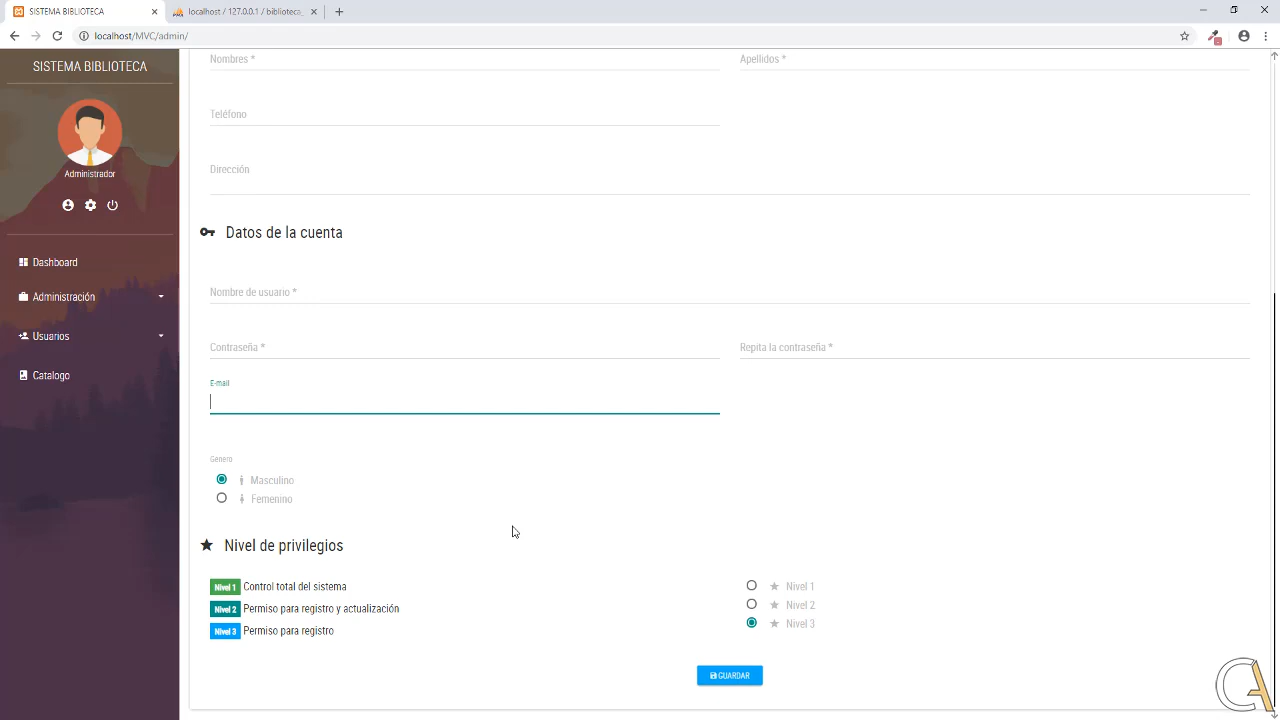 SISTEMA BIBLIOTECA
localhost / 127.0.0.1 / biblioteca_
localhost/MVC/admin/
SISTEMA BIBLIOTECA
Administrador
Dashboard
Administración
Usuarios
Catalogo
Nombres *
Apellidos *
Teléfono
Dirección
Datos de la cuenta
Nombre de usuario *
Contraseña *
Repita la contraseña *
E-mail
Genero
Masculino
Femenino
Nivel de privilegios
Nivel 1 Control total del sistema
Nivel 2 Permiso para registro y actualización
Nivel 3 Permiso para registro
Nivel 1
Nivel 2
Nivel 3
GUARDAR
CA